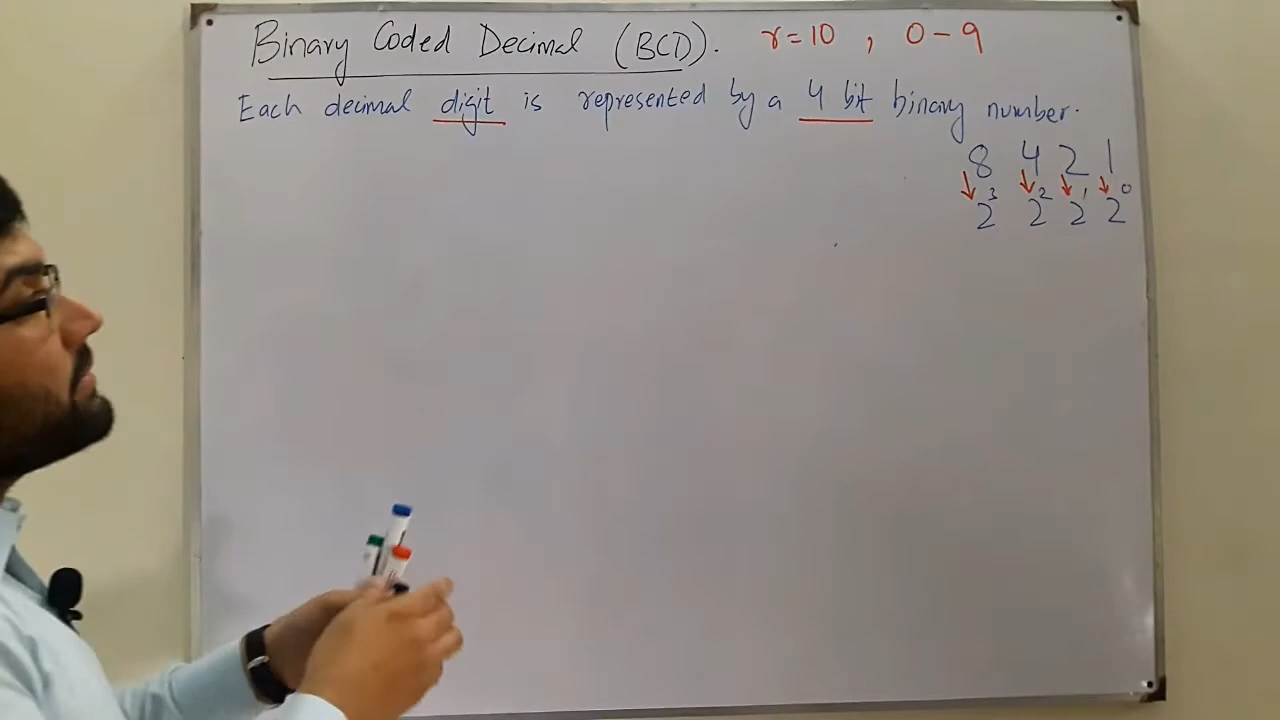 Binary Coded Decimal (BCD). r=10 , 0-9
Each decimal digit is represented by a 4 bit binary number.
8 4 2 1
2³ 2² 2¹ 2⁰